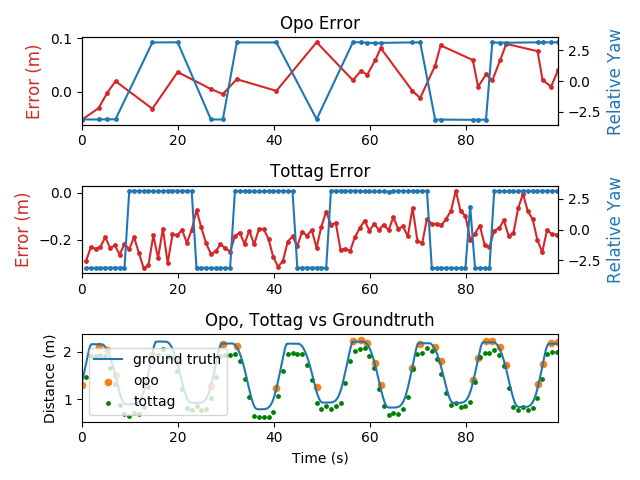 Opo Error
Error (m)
0.1
0.0
2.5
0.0
−2.5
Relative Yaw
0 20 40 60 80
Tottag Error
Error (m)
0.0
−0.2
2.5
0.0
−2.5
Relative Yaw
0 20 40 60 80
Opo, Tottag vs Groundtruth
Distance (m)
2
1
ground truth
opo
tottag
0 20 40 60 80
Time (s)